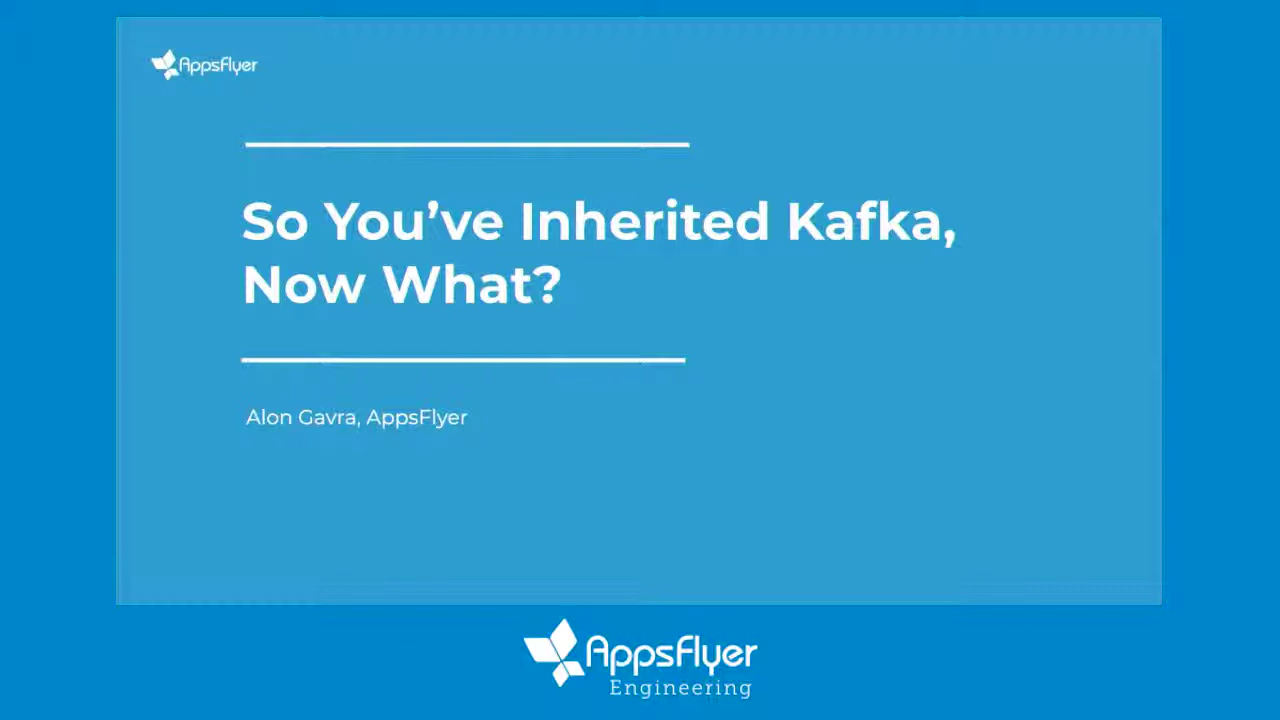 AppsFlyer
So You’ve Inherited Kafka,
Now What?
Alon Gavra, AppsFlyer
AppsFlyer
Engineering